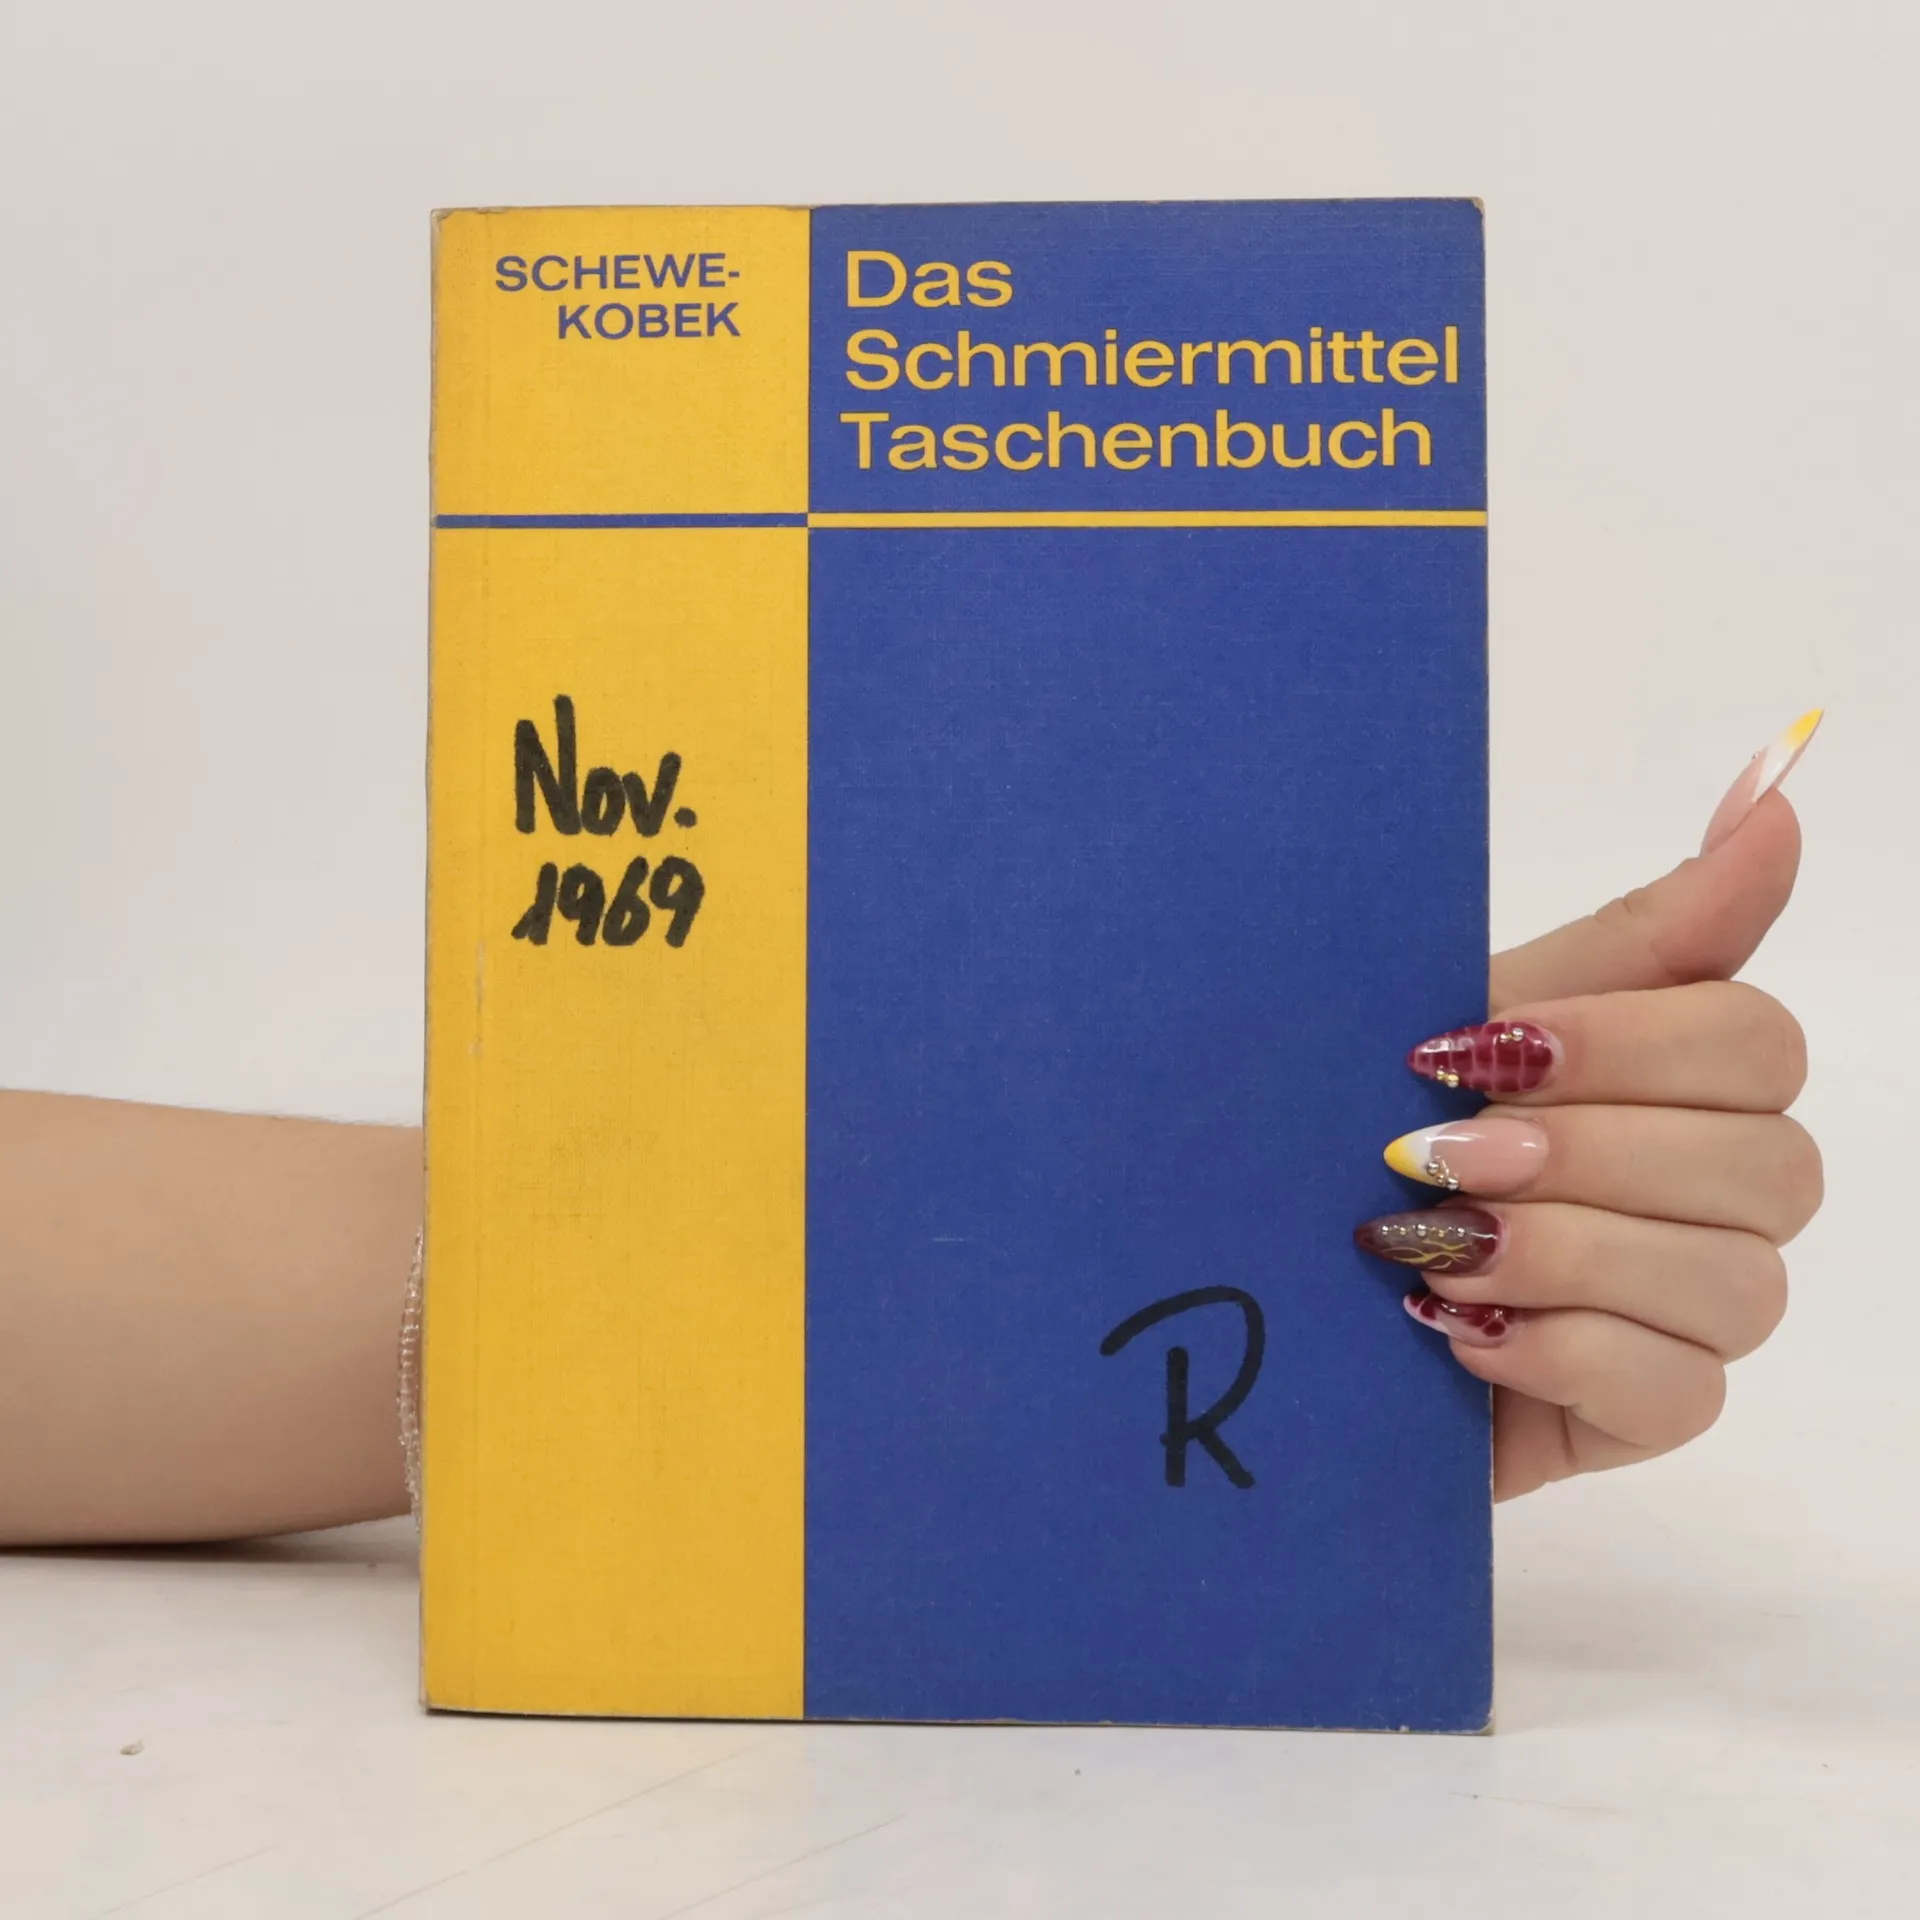 SCHEWE-
KOBEK
Das
Schmiermittel
Taschenbuch
Nov.
1969
R